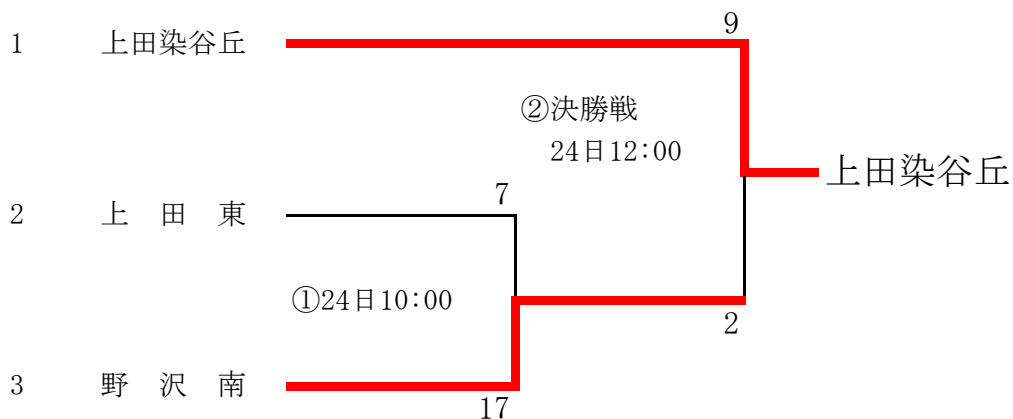 1 上田染谷丘
9
②決勝戦
24日12:00
上田染谷丘
7
2 上 田 東
①24日10:00
2
3 野 沢 南
17